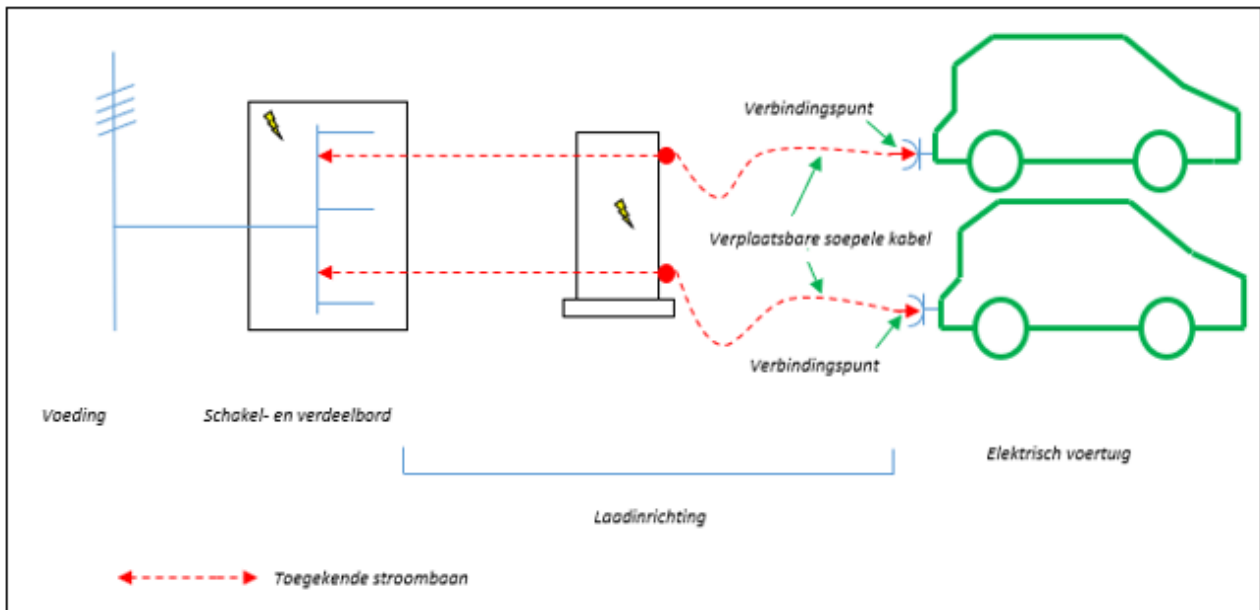 Verbindingspunt
Verplaatsbare soepele kabel
Verbindingspunt
Voeding
Schakel- en verdeelbord
Elektrisch voertuig
Laadinrichting
Toegekende stroombaan